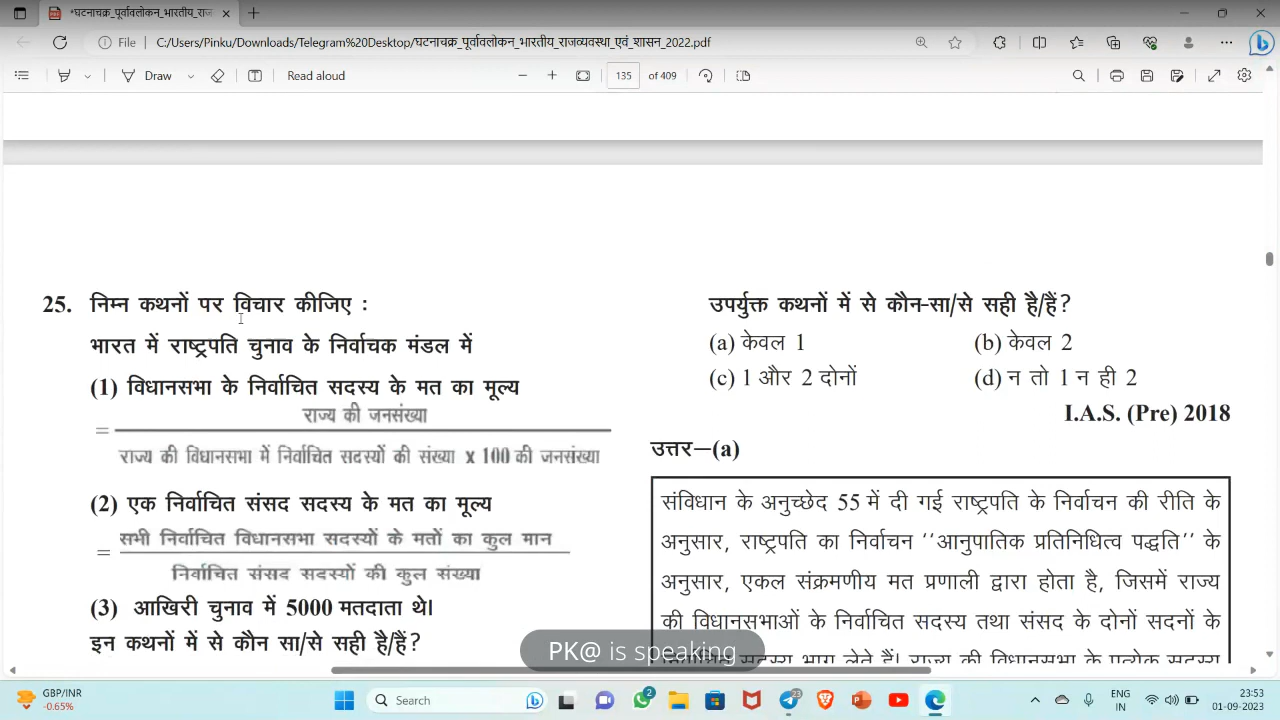 *घटनाचक्र_पूर्वावलोकन_भारतीय_राज
File
C:/Users/Pinku/Downloads/Telegram%20Desktop/घटनाचक्र_पूर्वावलोकन_भारतीय_राजव्यवस्था_एवं_शासन_2022.pdf
Draw
Read aloud
135 of 409
25. निम्न कथनों पर विचार कीजिए :
भारत में राष्ट्रपति चुनाव के निर्वाचक मंडल में
(1) विधानसभा के निर्वाचित सदस्य के मत का मूल्य
राज्य की जनसंख्या
=
राज्य की विधानसभा में निर्वाचित सदस्यों की संख्या x 100 की जनसंख्या
(2) एक निर्वाचित संसद सदस्य के मत का मूल्य
सभी निर्वाचित विधानसभा सदस्यों के मतों का कुल मान
=
निर्वाचित संसद सदस्यों की कुल संख्या
(3) आखिरी चुनाव में 5000 मतदाता थे।
इन कथनों में से कौन सा/से सही है/हैं?
उपर्युक्त कथनों में से कौन-सा/से सही है/हैं?
(a) केवल 1 (b) केवल 2
(c) 1 और 2 दोनों (d) न तो 1 न ही 2
I.A.S. (Pre) 2018
उत्तर–(a)
संविधान के अनुच्छेद 55 में दी गई राष्ट्रपति के निर्वाचन की रीति के
अनुसार, राष्ट्रपति का निर्वाचन ‘‘आनुपातिक प्रतिनिधित्व पद्धति’’ के
अनुसार, एकल संक्रमणीय मत प्रणाली द्वारा होता है, जिसमें राज्य
की विधानसभाओं के निर्वाचित सदस्य तथा संसद के दोनों सदनों के
निर्वाचित सदस्य भाग लेते हैं। राज्य की विधानसभा के प्रत्येक सदस्य
PK@ is speaking
GBP/INR
-0.65%
Search
2
23
ENG
IN
23:53
01-09-2023